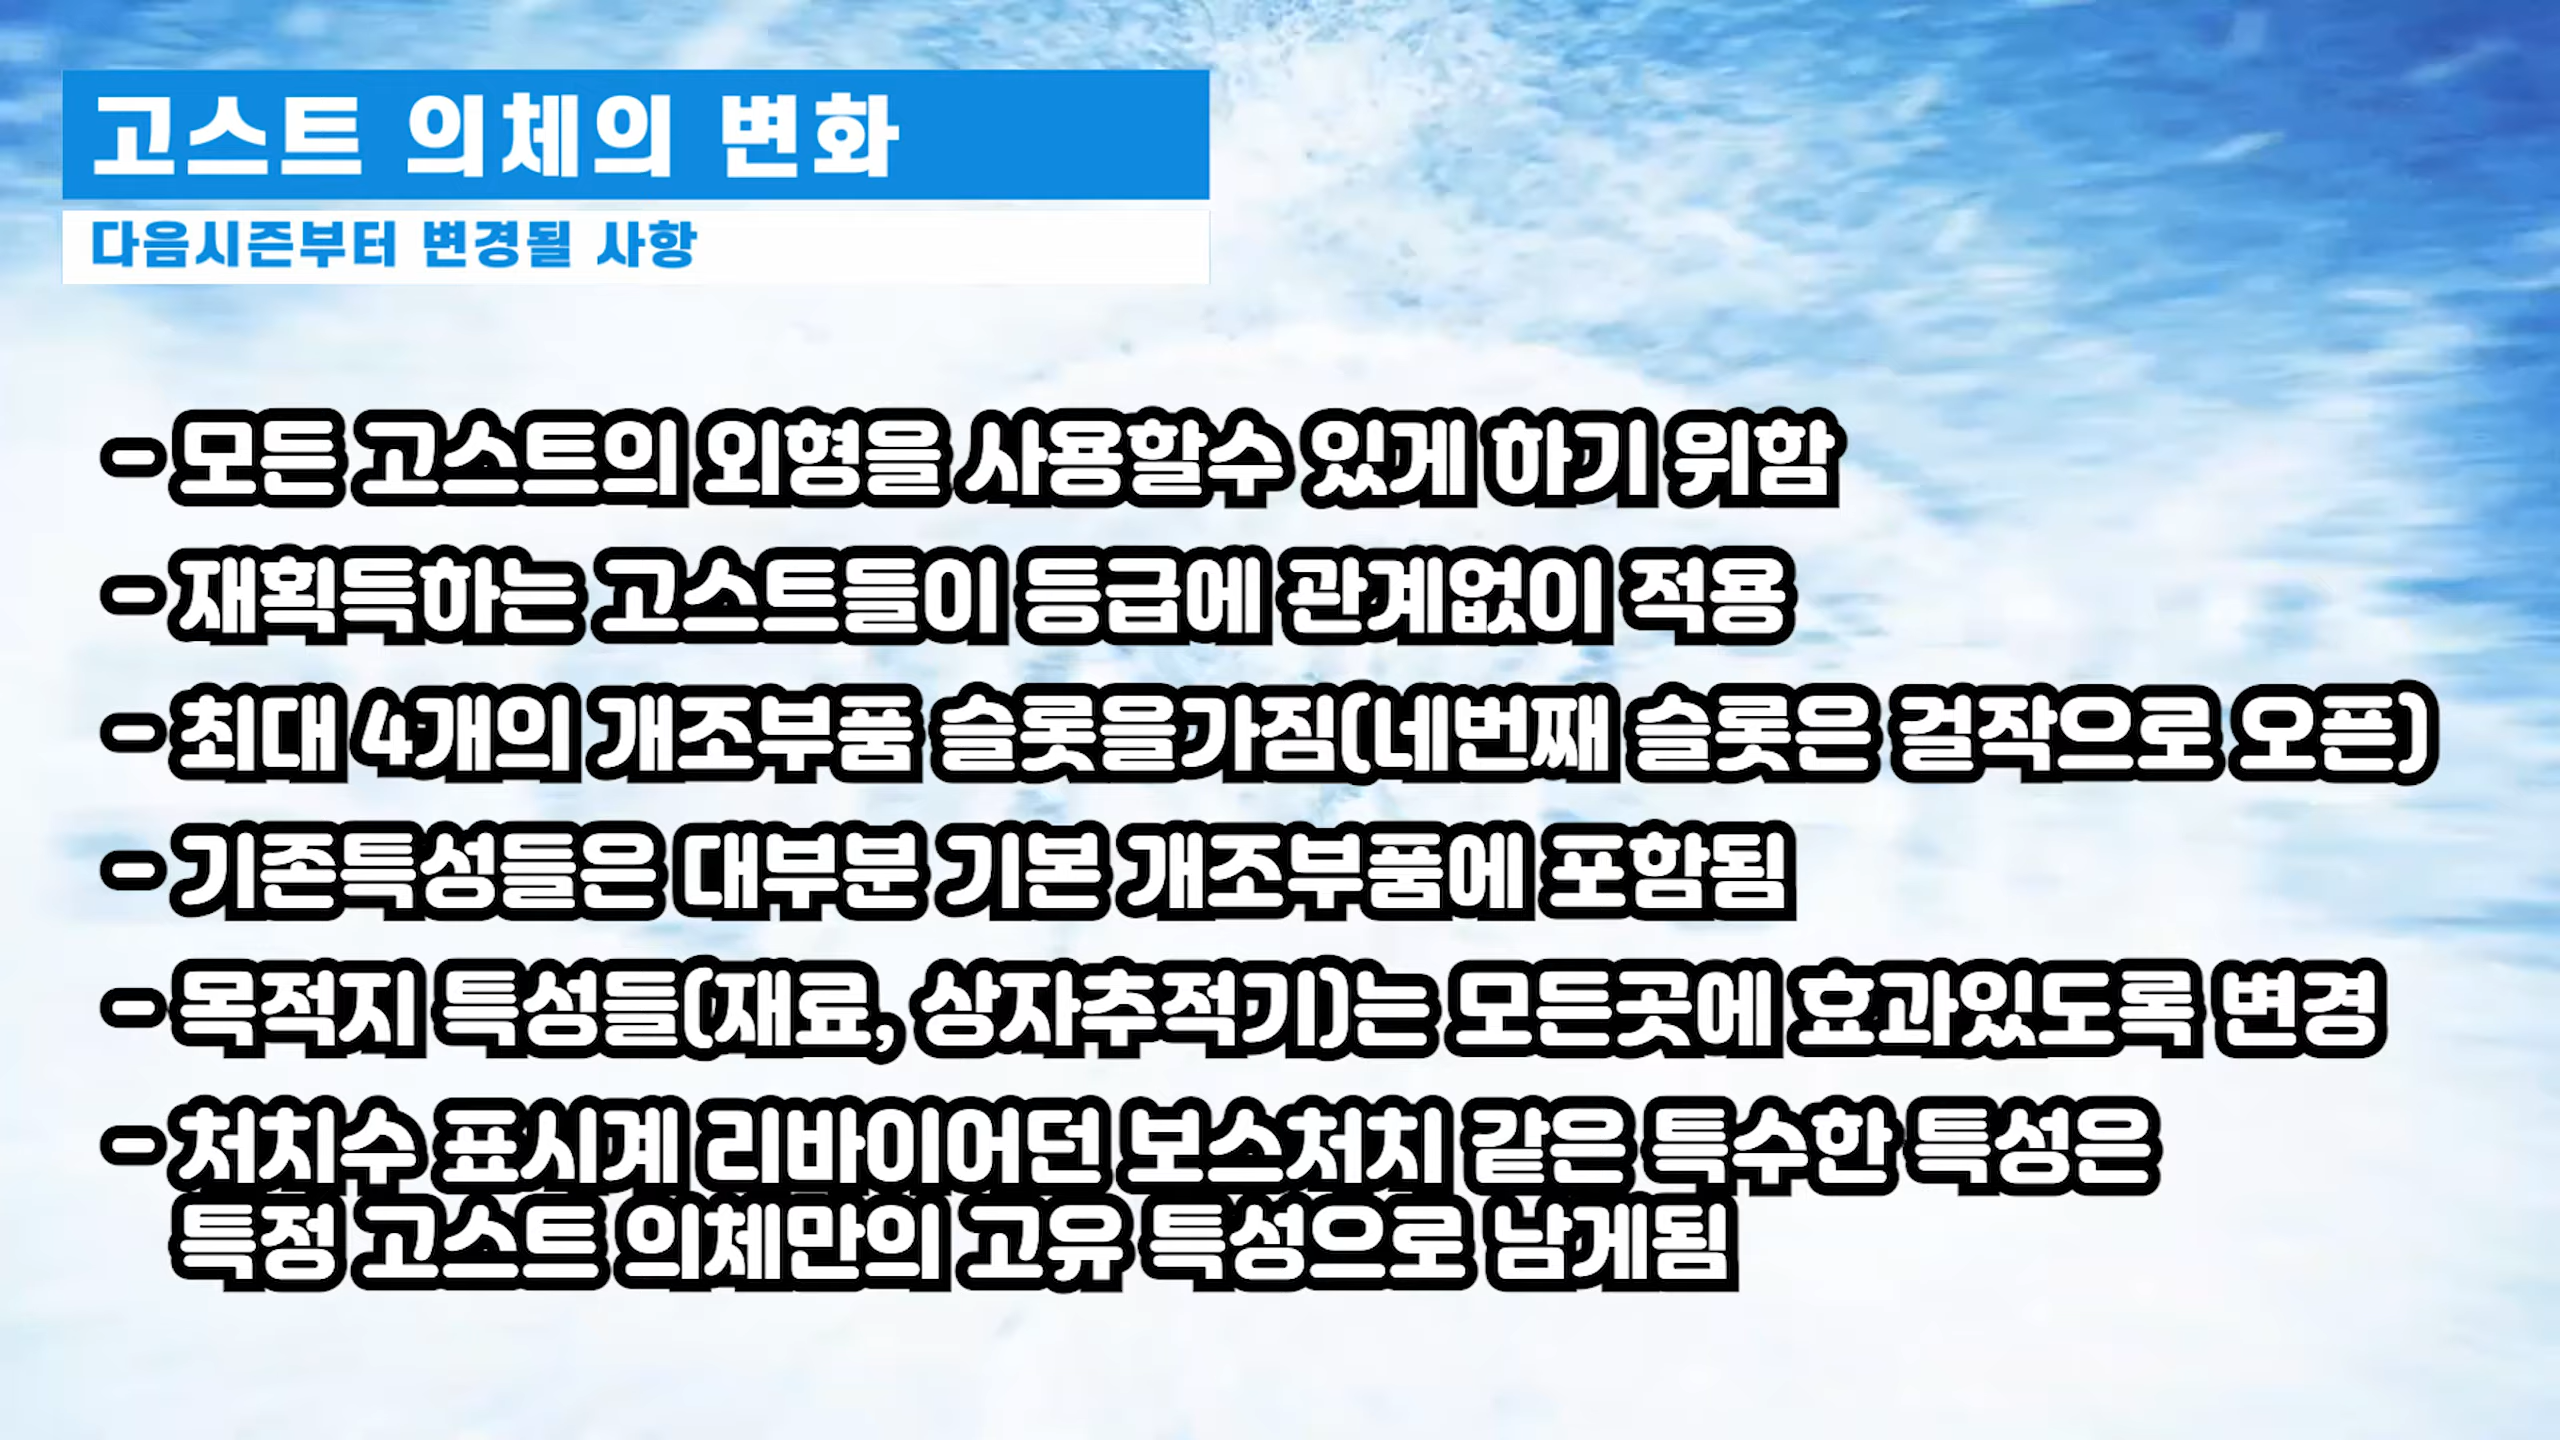 고스트 의체의 변화
다음시즌부터 변경될 사항
- 모든 고스트의 외형을 사용할수 있게 하기 위함
- 재획득하는 고스트들이 등급에 관계없이 적용
- 최대 4개의 개조부품 슬롯을가짐(네번째 슬롯은 걸작으로 오픈)
- 기존특성들은 대부분 기본 개조부품에 포함됨
- 목적지 특성들(재료, 상자추적기)는 모든곳에 효과있도록 변경
- 처치수 표시계 리바이어던 보스처치 같은 특수한 특성은
특정 고스트 의체만의 고유 특성으로 남게됨